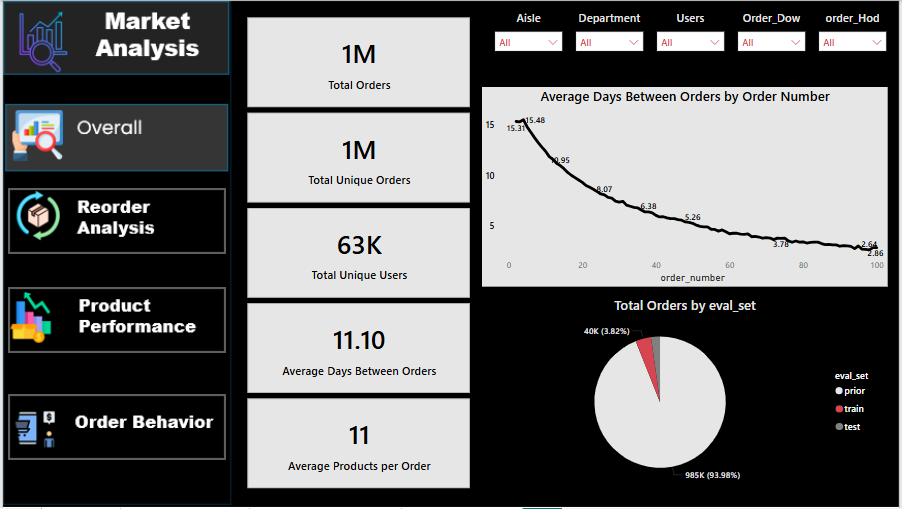 Market
Analysis
Overall
Reorder
Analysis
Product
Performance
Order Behavior
1M
Total Orders
1M
Total Unique Orders
63K
Total Unique Users
11.10
Average Days Between Orders
11
Average Products per Order
Aisle Department Users Order_Dow order_Hod
All All All All All
Average Days Between Orders by Order Number
15
10
5
15.31
15.48
10.95
8.07
6.38
5.26
3.78
2.64
2.86
0 20 40 60 80 100
order_number
Total Orders by eval_set
40K (3.82%)
985K (93.98%)
eval_set
prior
train
test